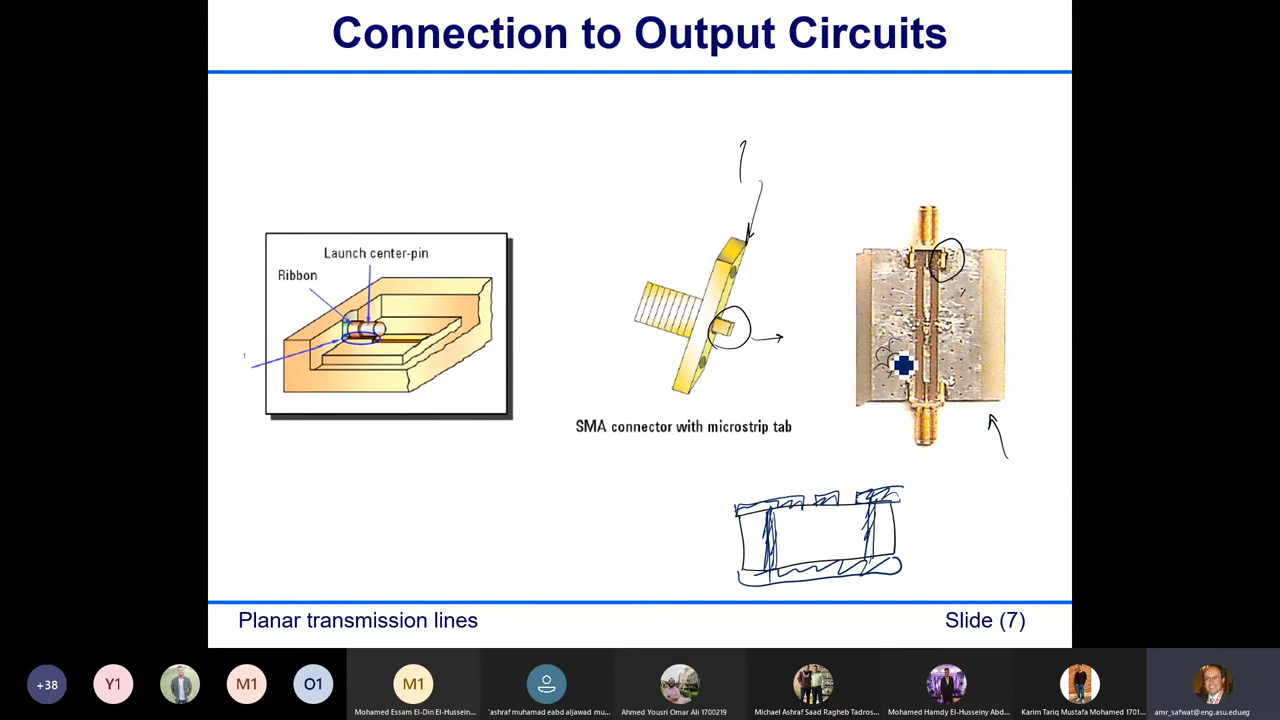 Connection to Output Circuits
Launch center-pin
Ribbon
SMA connector with microstrip tab
Planar transmission lines
Slide (7)
+38
Y1
M1
O1
M1
Mohamed Essam El-Din El-Hussein...
'ashraf muhamad eabd aljawad mu...
Ahmed Yousri Omar Ali 1700219
Michael Ashraf Saad Ragheb Tadros...
Mohamed Hamdy El-Husseiny Abd...
Karim Tariq Mustafa Mohamed 1701...
amr_safwat@eng.asu.edueg